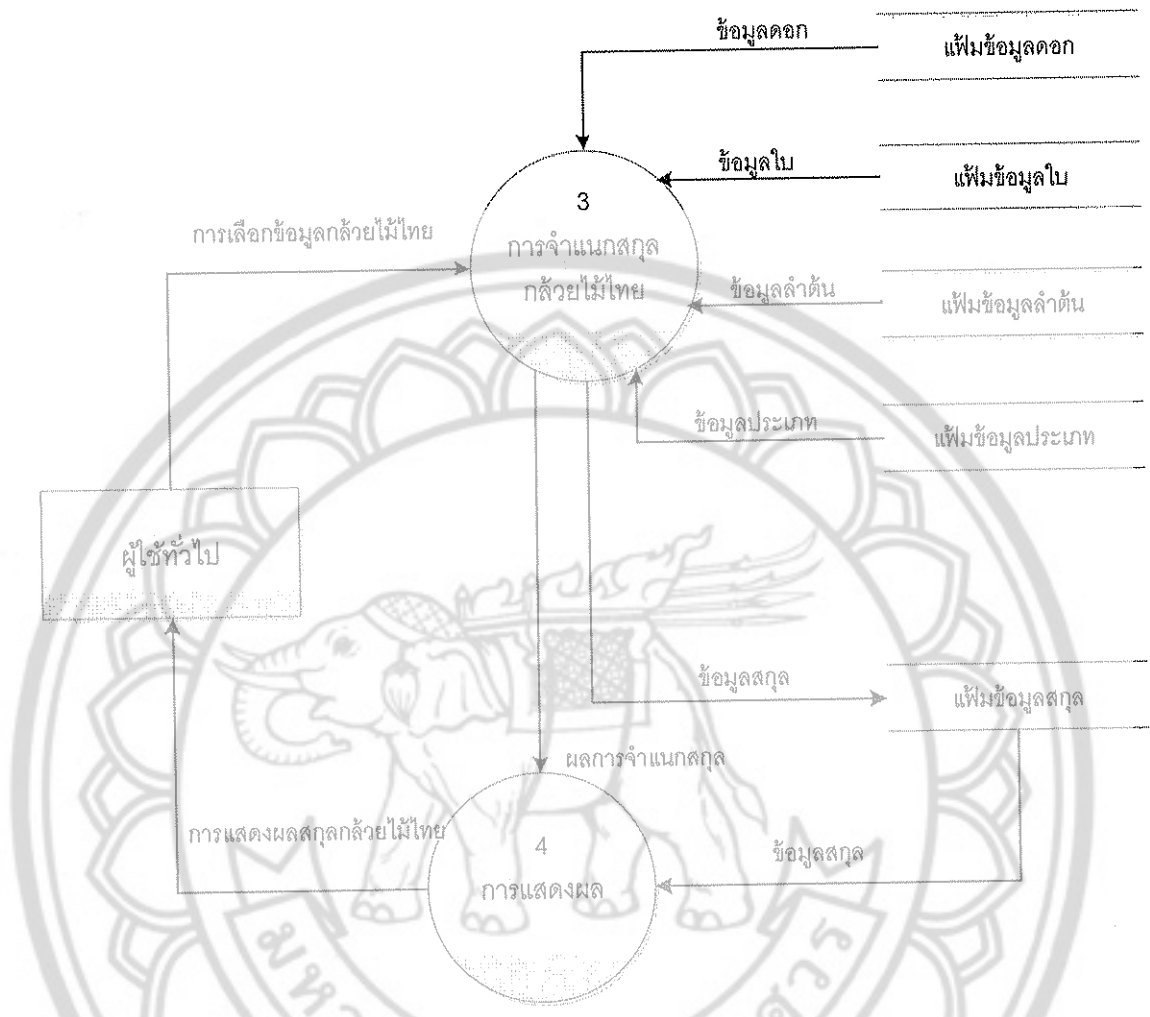 ข้อมูลดอก
แฟ้มข้อมูลดอก
ข้อมูลใบ
แฟ้มข้อมูลใบ
3
การจำแนกสกุล
กล้วยไม้ไทย
การเลือกข้อมูลกล้วยไม้ไทย
ข้อมูลลำต้น
แฟ้มข้อมูลลำต้น
ข้อมูลประเภท
แฟ้มข้อมูลประเภท
ผู้ใช้ทั่วไป
ข้อมูลสกุล
แฟ้มข้อมูลสกุล
ผลการจำแนกสกุล
การแสดงผลสกุลกล้วยไม้ไทย
4
การแสดงผล
ข้อมูลสกุล